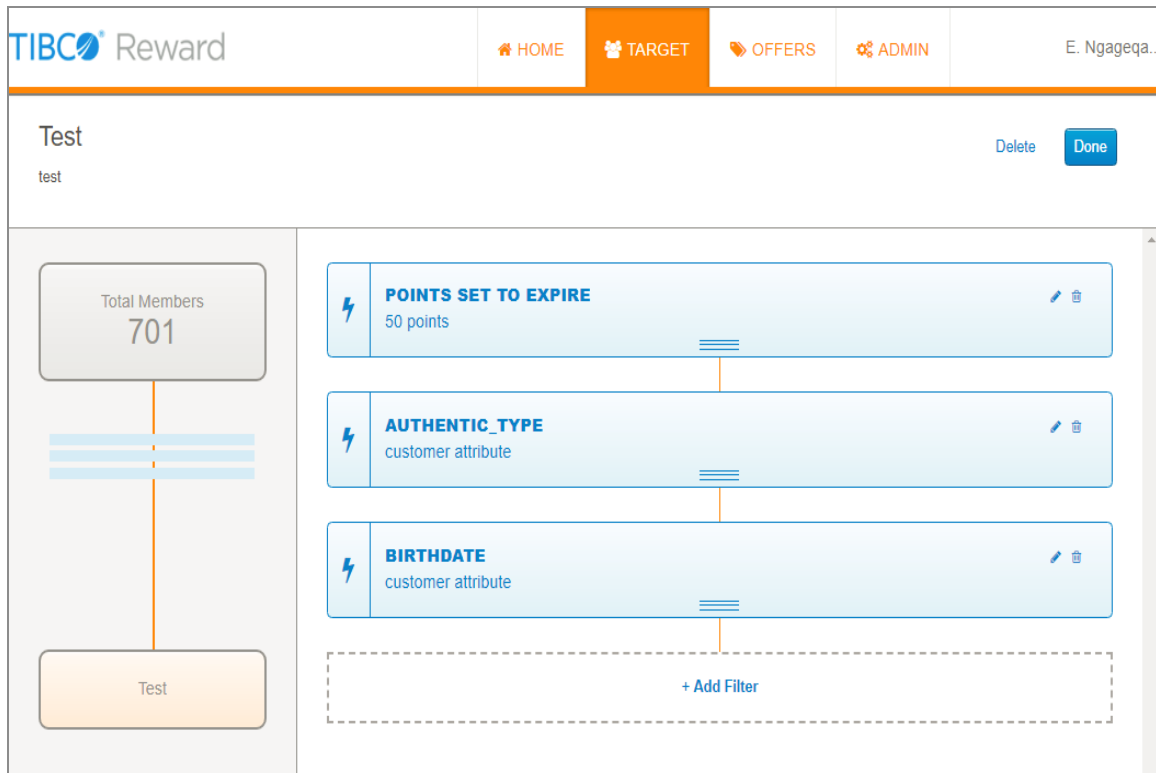 TIBCO® Reward
HOME
TARGET
OFFERS
ADMIN
E. Ngageqa..
Test
test
Delete
Done
Total Members
701
Test
POINTS SET TO EXPIRE
50 points
AUTHENTIC_TYPE
customer attribute
BIRTHDATE
customer attribute
+ Add Filter